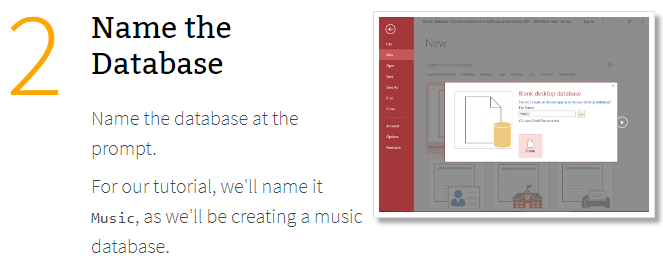 2
Name the
Database
Name the database at the
prompt.
For our tutorial, we'll name it
Music, as we'll be creating a music
database.
New
Blank desktop database
File Name
Create
Info
New
Open
Save
Save As
Print
Close
Account
Options
Feedback